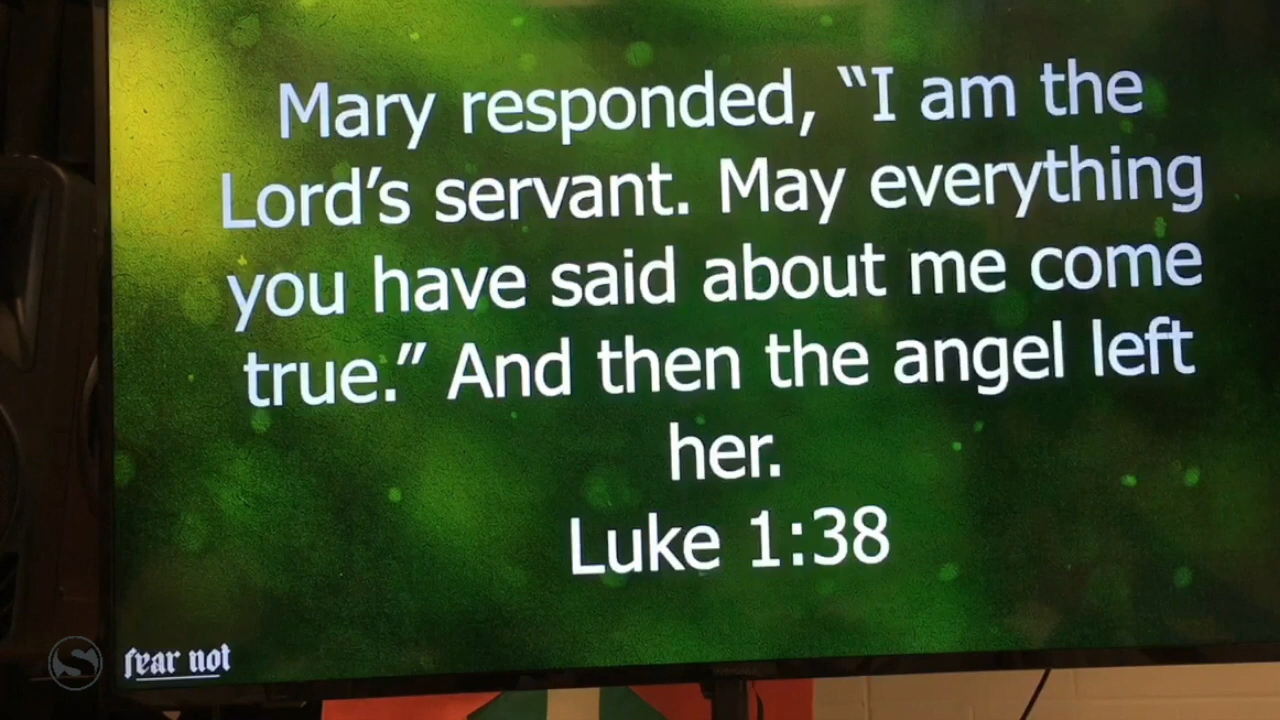 Mary responded, “I am the
Lord’s servant. May everything
you have said about me come
true.” And then the angel left
her.
Luke 1:38
fear not
S